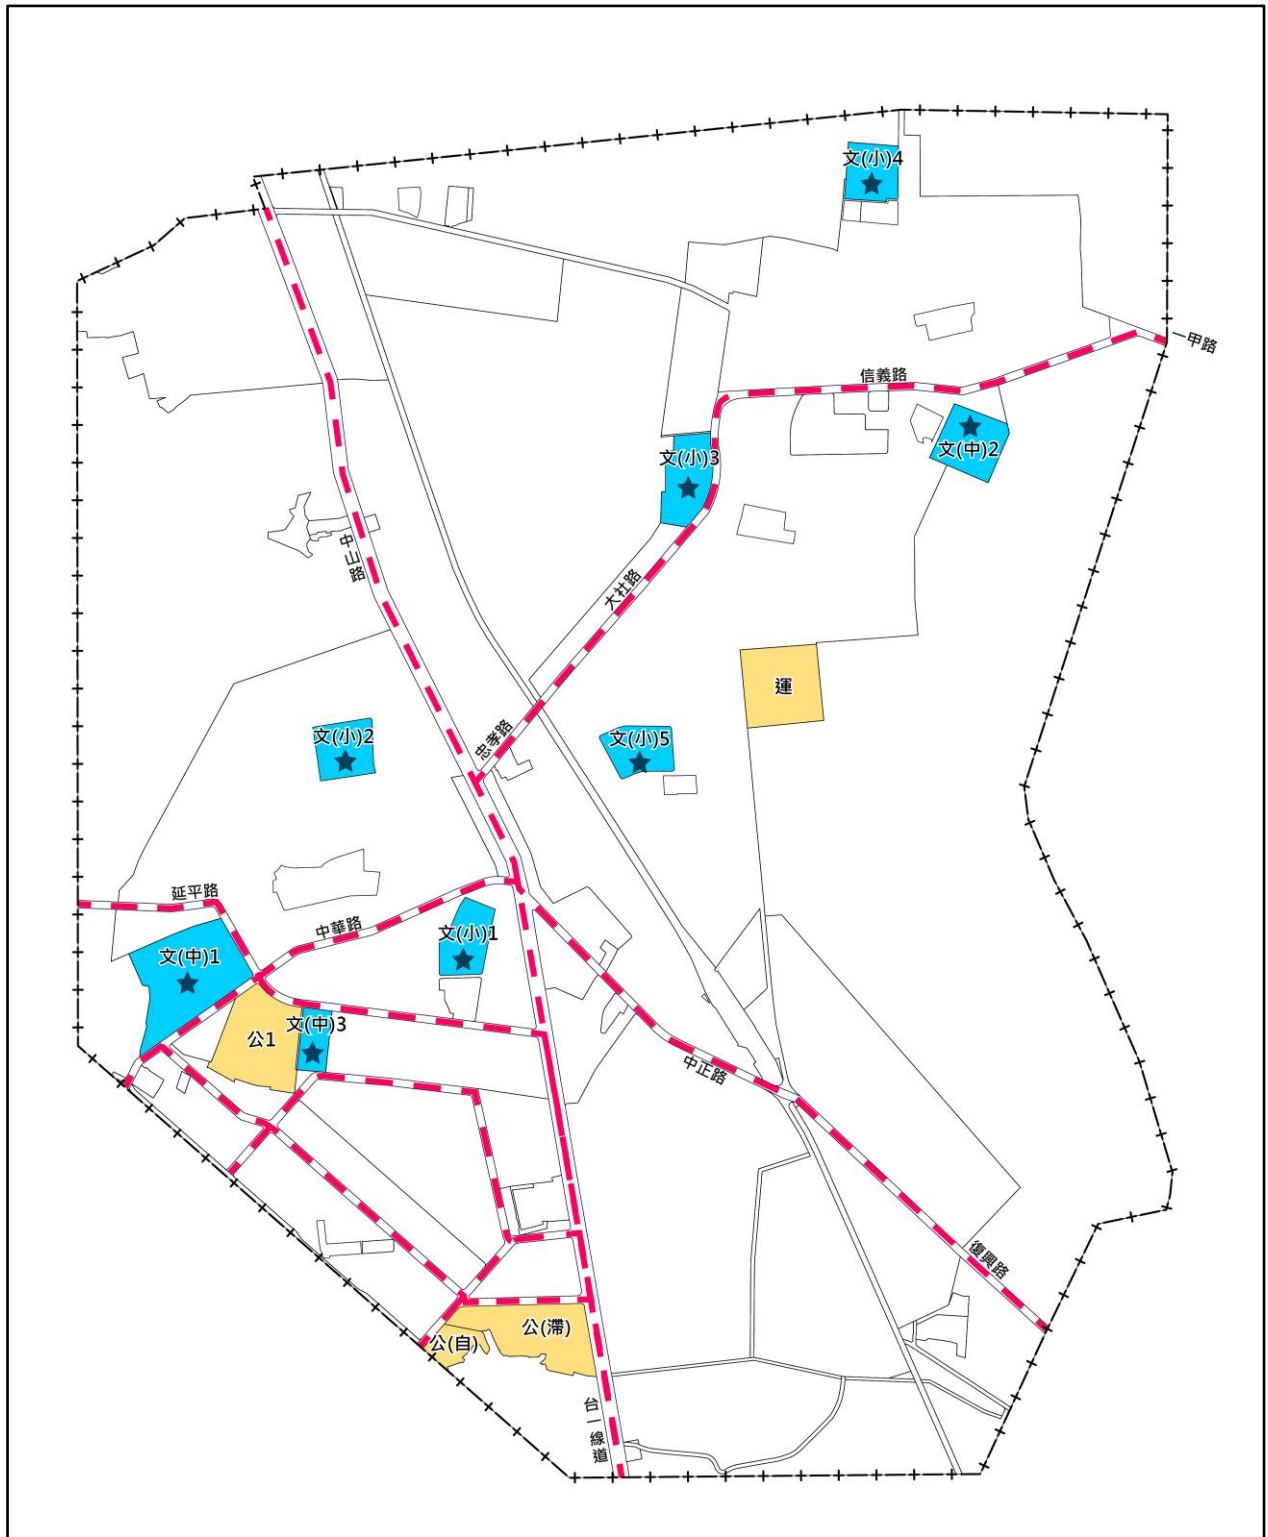 文(小)4
一甲路
信義路
文(小)3
文(中)2
中山路
大社路
運
文(小)2
忠孝路
文(小)5
延平路
中華路
文(小)1
文(中)1
公1
文(中)3
中正路
復興路
公(滯)
公(自)
台一線道